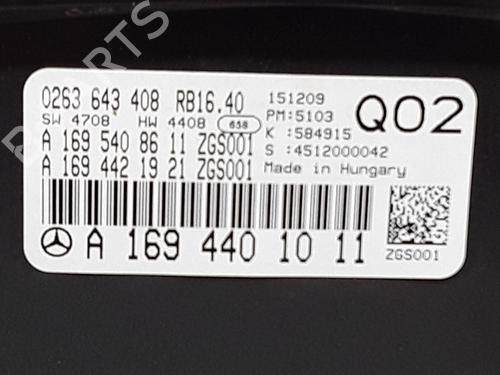 0263 643 408 RB16.40 151209
SW 4708 HW 4408 658 PM:5103 Q02
K :584915
A 169 540 86 11 ZGS001 S :4512000042
A 169 442 19 21 ZGS001 Made in Hungary
A 169 440 10 11 ZGS001
PARTS